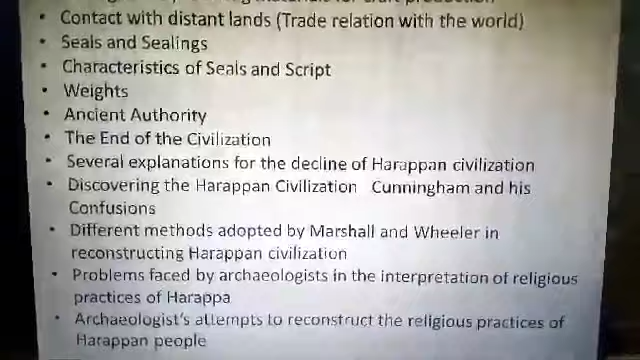 • Contact with distant lands (Trade relation with the world)
• Seals and Sealings
• Characteristics of Seals and Script
• Weights
• Ancient Authority
• The End of the Civilization
• Several explanations for the decline of Harappan civilization
• Discovering the Harappan Civilization Cunningham and his
Confusions
• Different methods adopted by Marshall and Wheeler in
reconstructing Harappan civilization
• Problems faced by archaeologists in the interpretation of religious
practices of Harappa
• Archaeologist's attempts to reconstruct the religious practices of
Harappan people